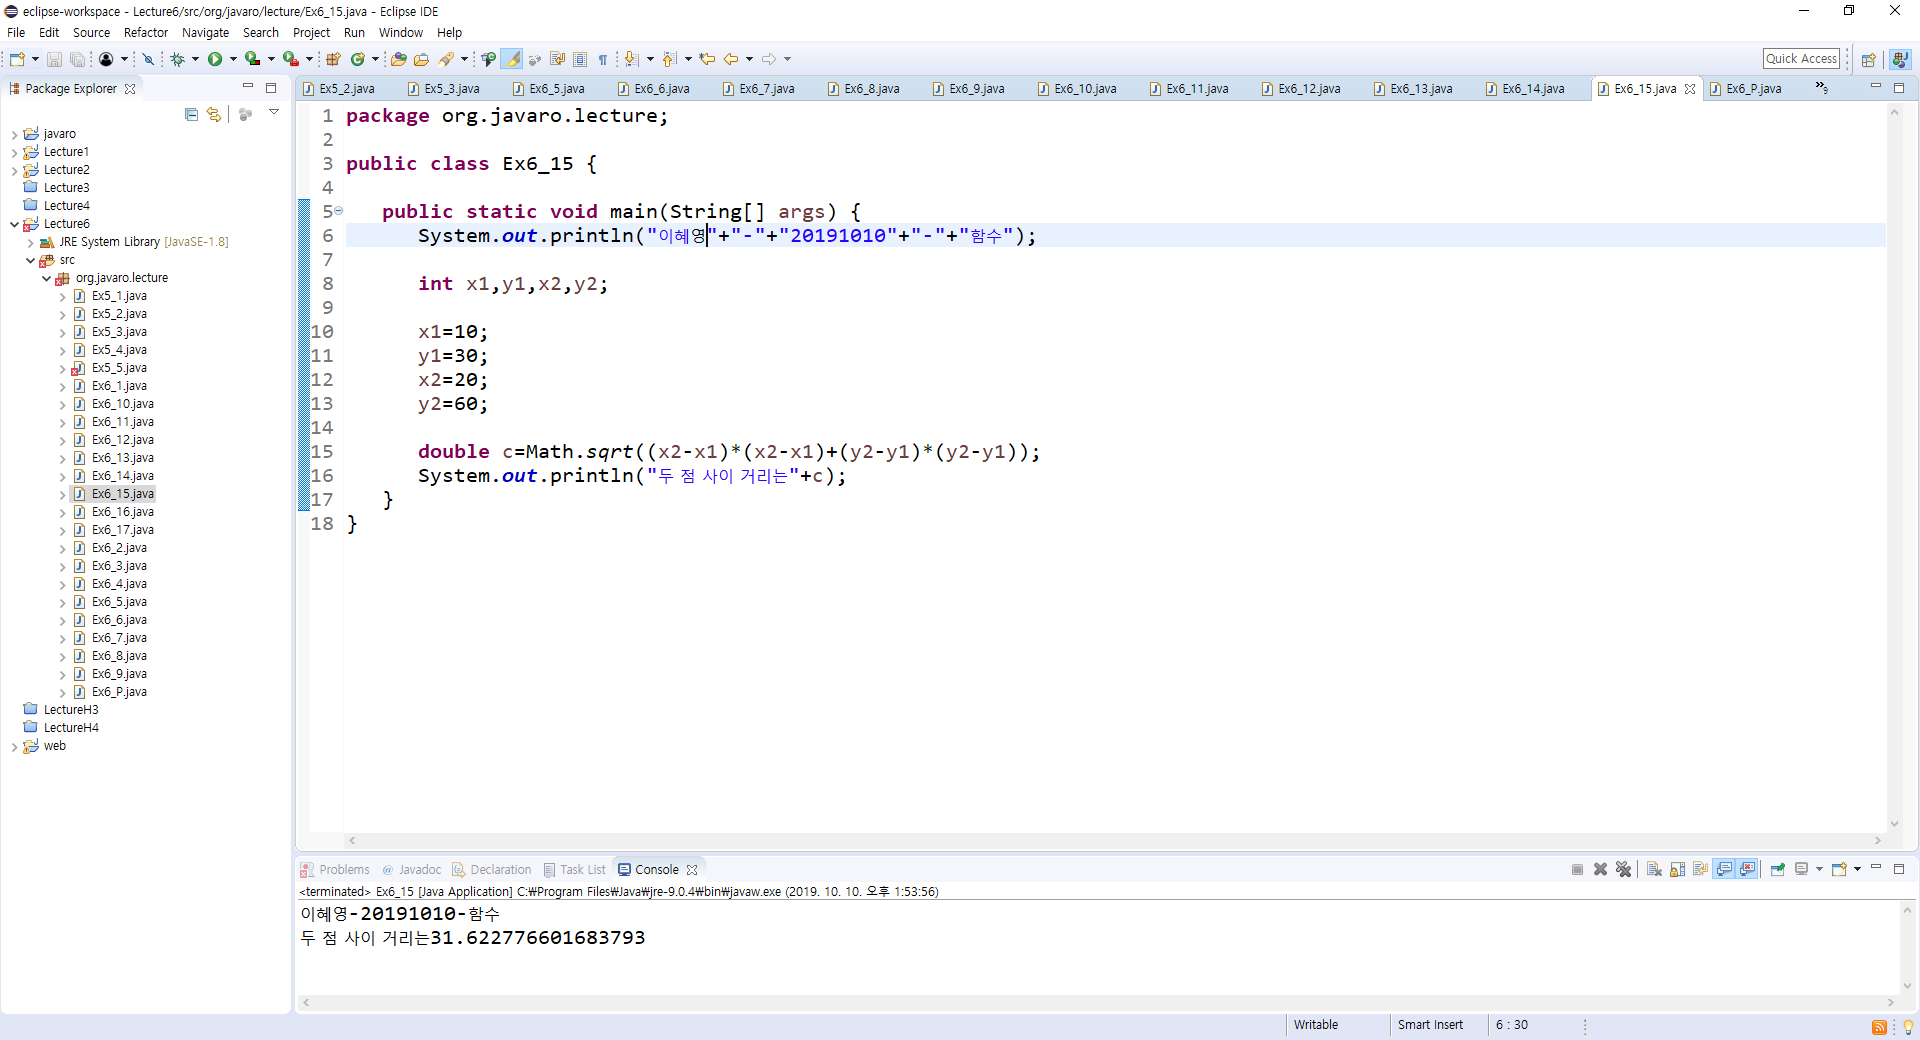 eclipse-workspace - Lecture6/src/org/javaro/lecture/Ex6_15.java - Eclipse IDE
File Edit Source Refactor Navigate Search Project Run Window Help
Quick Access
Package Explorer
Ex5_2.java Ex5_3.java Ex6_5.java Ex6_6.java Ex6_7.java Ex6_8.java Ex6_9.java Ex6_10.java Ex6_11.java Ex6_12.java Ex6_13.java Ex6_14.java Ex6_15.java Ex6_P.java »9
javaro
Lecture1
Lecture2
Lecture3
Lecture4
Lecture6
JRE System Library [JavaSE-1.8]
src
org.javaro.lecture
Ex5_1.java
Ex5_2.java
Ex5_3.java
Ex5_4.java
Ex5_5.java
Ex6_1.java
Ex6_10.java
Ex6_11.java
Ex6_12.java
Ex6_13.java
Ex6_14.java
Ex6_15.java
Ex6_16.java
Ex6_17.java
Ex6_2.java
Ex6_3.java
Ex6_4.java
Ex6_5.java
Ex6_6.java
Ex6_7.java
Ex6_8.java
Ex6_9.java
Ex6_P.java
LectureH3
LectureH4
web
1 package org.javaro.lecture;
2
3 public class Ex6_15 {
4
5 public static void main(String[] args) {
6 System.out.println("이혜영"+"-"+"20191010"+"-"+"함수");
7
8 int x1,y1,x2,y2;
9
10 x1=10;
11 y1=30;
12 x2=20;
13 y2=60;
14
15 double c=Math.sqrt((x2-x1)*(x2-x1)+(y2-y1)*(y2-y1));
16 System.out.println("두 점 사이 거리는"+c);
17 }
18 }
Problems @ Javadoc Declaration Task List Console
<terminated> Ex6_15 [Java Application] C:₩Program Files₩Java₩jre-9.0.4₩bin₩javaw.exe (2019. 10. 10. 오후 1:53:56)
이혜영-20191010-함수
두 점 사이 거리는31.622776601683793
Writable Smart Insert 6 : 30